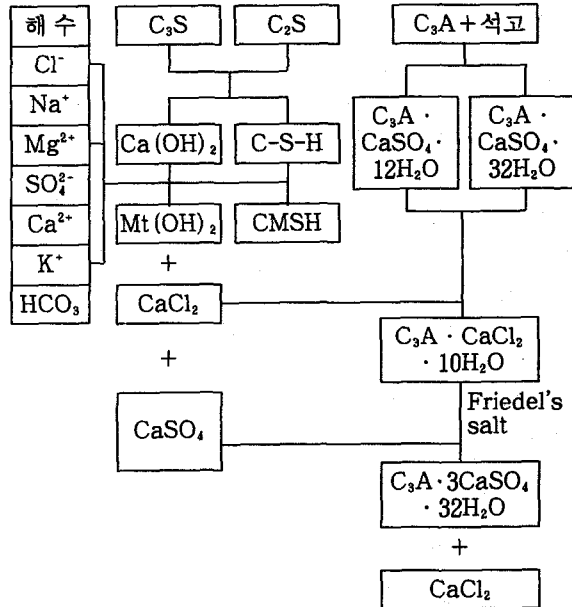 해 수
Cl⁻
Na⁺
Mg²⁺
SO₄²⁻
Ca²⁺
K⁺
HCO₃
C₃S
C₂S
Ca(OH)₂
C-S-H
Mt(OH)₂
CMSH
+
CaCl₂
+
CaSO₄
C₃A+석고
C₃A·
CaSO₄·
12H₂O
C₃A·
CaSO₄·
32H₂O
C₃A · CaCl₂
· 10H₂O
Friedel's
salt
C₃A·3CaSO₄
· 32H₂O
+
CaCl₂